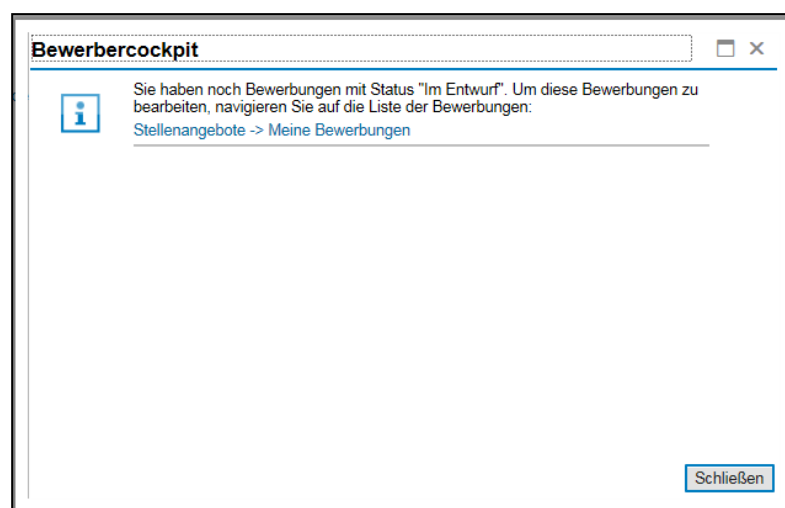 Bewerbercockpit
Sie haben noch Bewerbungen mit Status "Im Entwurf". Um diese Bewerbungen zu
bearbeiten, navigieren Sie auf die Liste der Bewerbungen:
Stellenangebote -> Meine Bewerbungen
Schließen